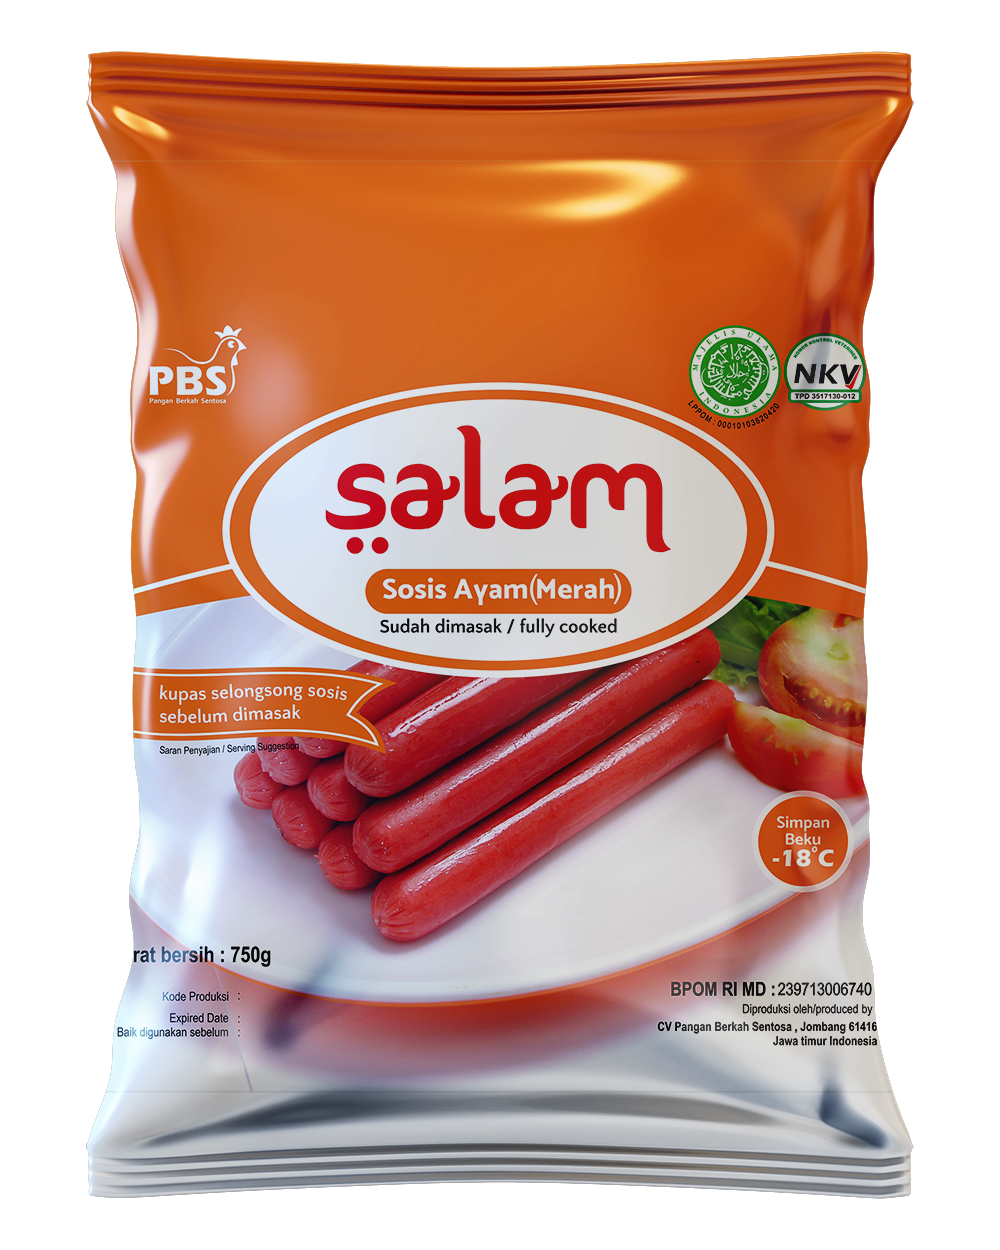 PBS
Pangan Berkah Sentosa
MAJELIS ULAMA
INDONESIA
LPPOM : 00010103820420
NOMOR KONTROL VETERINER
NKV
TPD 3517130-012
salam
Sosis Ayam(Merah)
Sudah dimasak / fully cooked
kupas selongsong sosis
sebelum dimasak
Saran Penyajian / Serving Suggestion
Simpan
Beku
-18°C
rat bersih : 750g
Kode Produksi :
Expired Date :
Baik digunakan sebelum :
BPOM RI MD : 239713006740
Diproduksi oleh/produced by
CV Pangan Berkah Sentosa , Jombang 61416
Jawa timur Indonesia